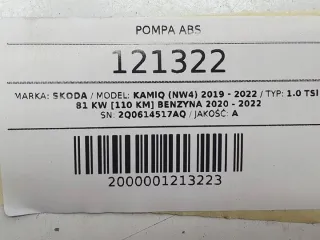 POMPA ABS
121322
MARKA: SKODA / MODEL: KAMIQ (NW4) 2019 - 2022 / TYP: 1.0 TSI
81 KW [110 KM] BENZYNA 2020 - 2022
SN: 2Q0614517AQ / JAKOŚĆ: A
2000001213223